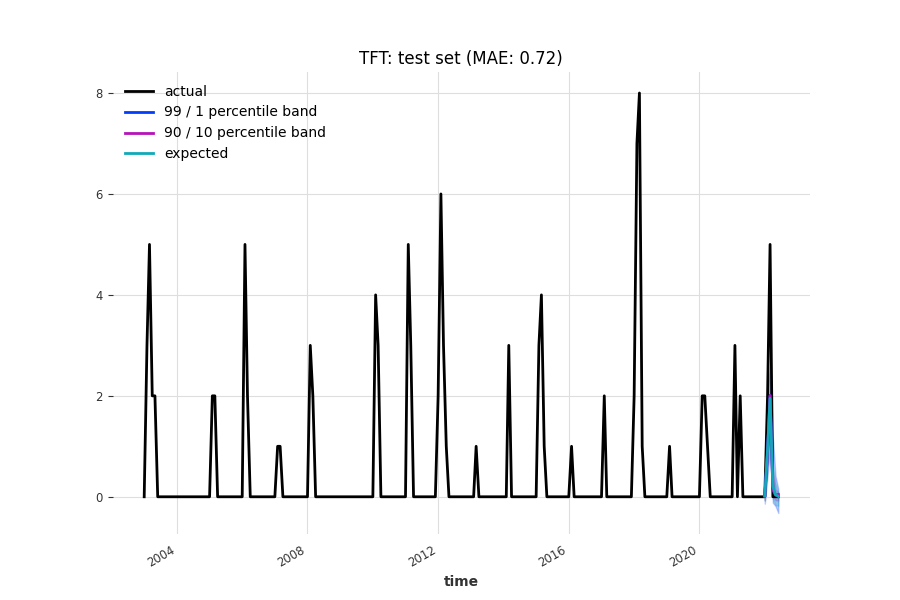 TFT: test set (MAE: 0.72)
actual
99 / 1 percentile band
90 / 10 percentile band
expected
8
6
4
2
0
2004
2008
2012
2016
2020
time